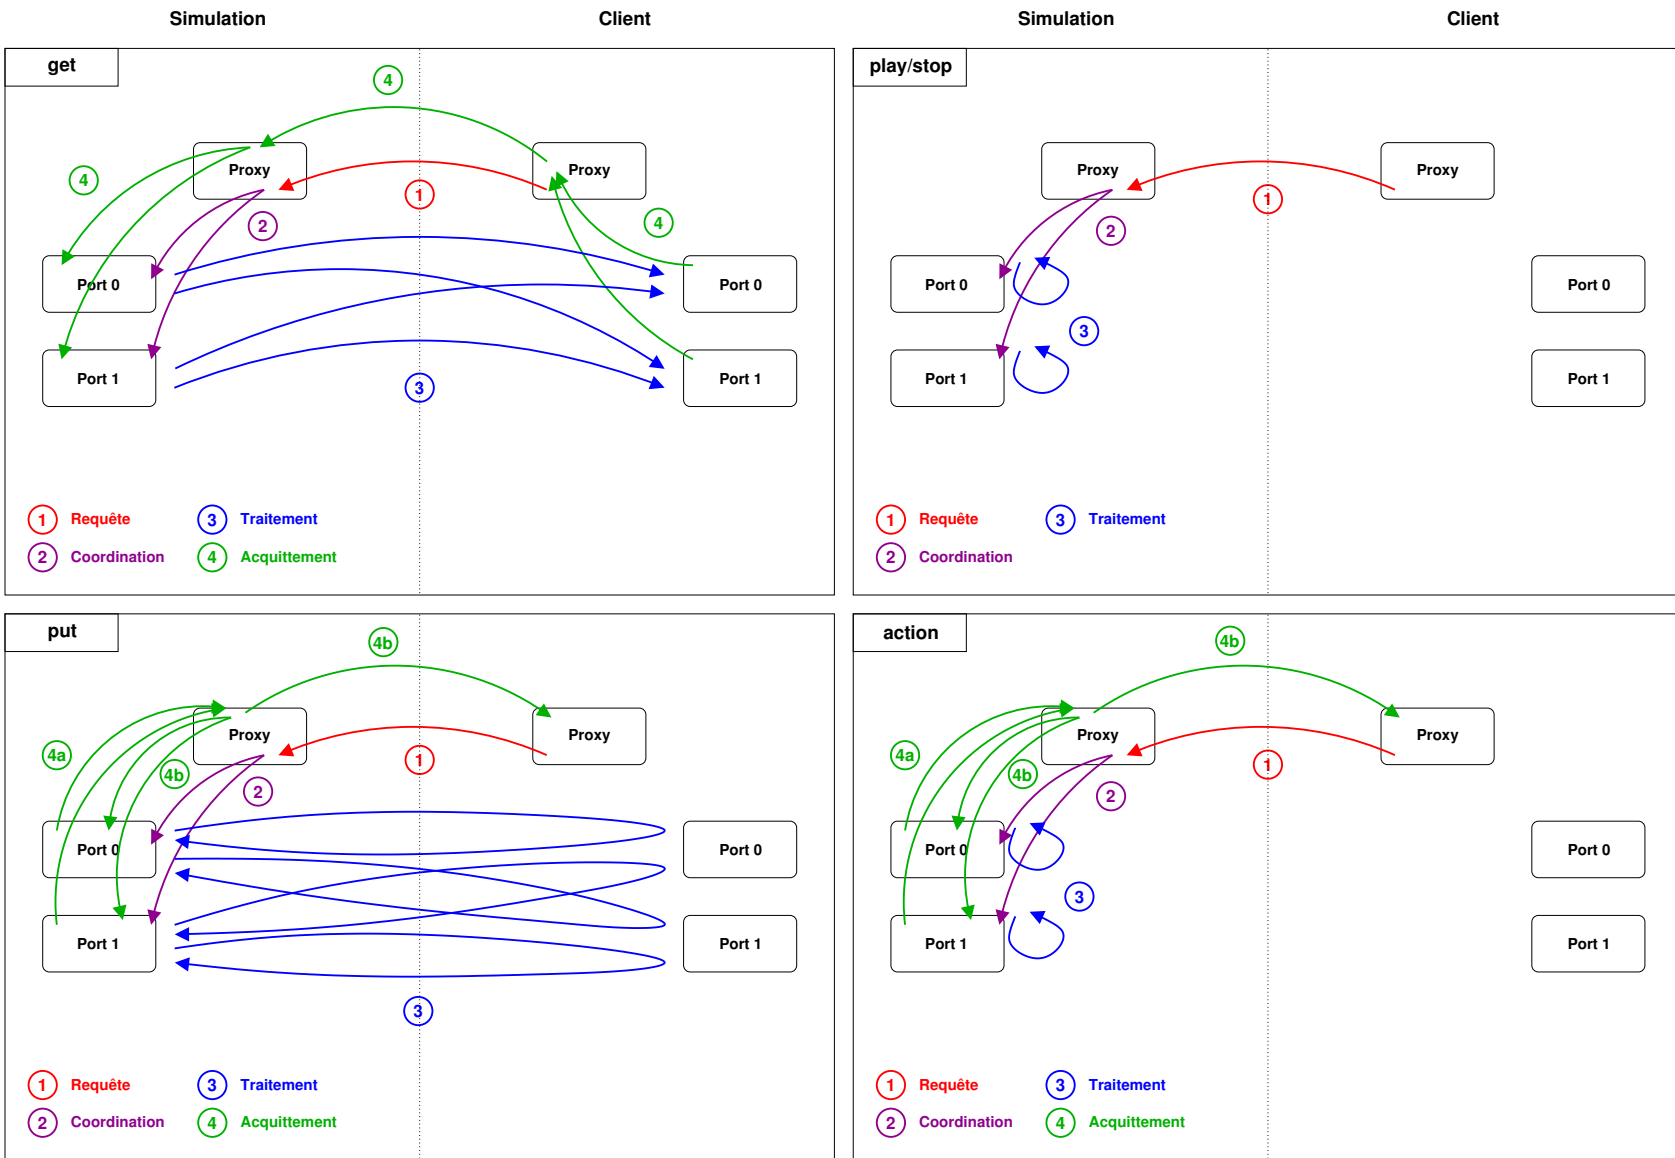 Simulation Client
get
4
Proxy Proxy
4
1
2
4
Port 0 Port 0
Port 1 Port 1
3
1 Requête 3 Traitement
2 Coordination 4 Acquittement
Simulation Client
play/stop
Proxy Proxy
1
2
Port 0 Port 0
3
Port 1 Port 1
1 Requête 3 Traitement
2 Coordination
put
4b
Proxy Proxy
4a
1
4b
2
Port 0 Port 0
Port 1 Port 1
3
1 Requête 3 Traitement
2 Coordination 4 Acquittement
action
4b
Proxy Proxy
4a
1
4b
2
Port 0 Port 0
3
Port 1 Port 1
1 Requête 3 Traitement
2 Coordination 4 Acquittement